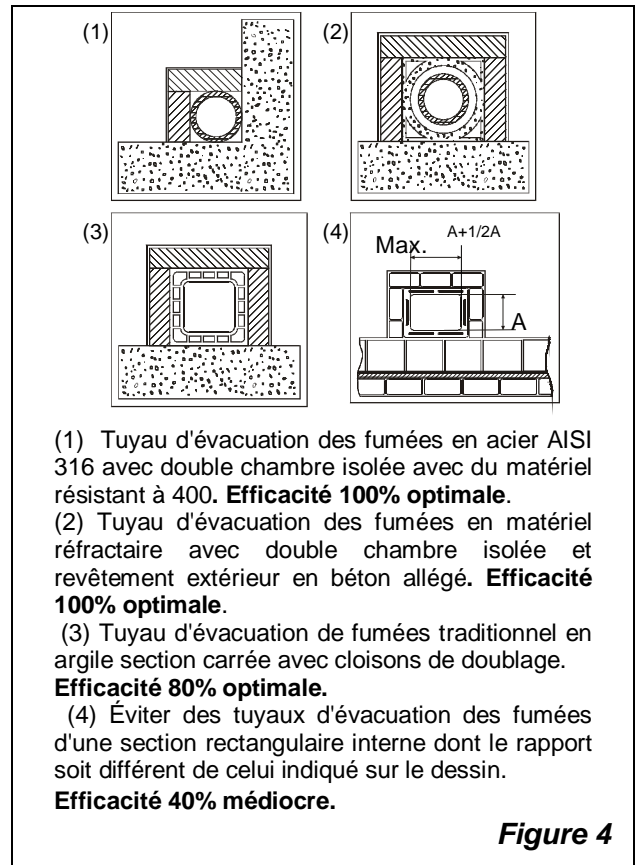 (1)
(2)
(3)
(4)
Max.
A+1/2A
A
(1) Tuyau d'évacuation des fumées en acier AISI
316 avec double chambre isolée avec du matériel
résistant à 400. Efficacité 100% optimale.
(2) Tuyau d'évacuation des fumées en matériel
réfractaire avec double chambre isolée et
revêtement extérieur en béton allégé. Efficacité
100% optimale.
(3) Tuyau d'évacuation de fumées traditionnel en
argile section carrée avec cloisons de doublage.
Efficacité 80% optimale.
(4) Éviter des tuyaux d'évacuation des fumées
d'une section rectangulaire interne dont le rapport
soit différent de celui indiqué sur le dessin.
Efficacité 40% médiocre.
Figure 4